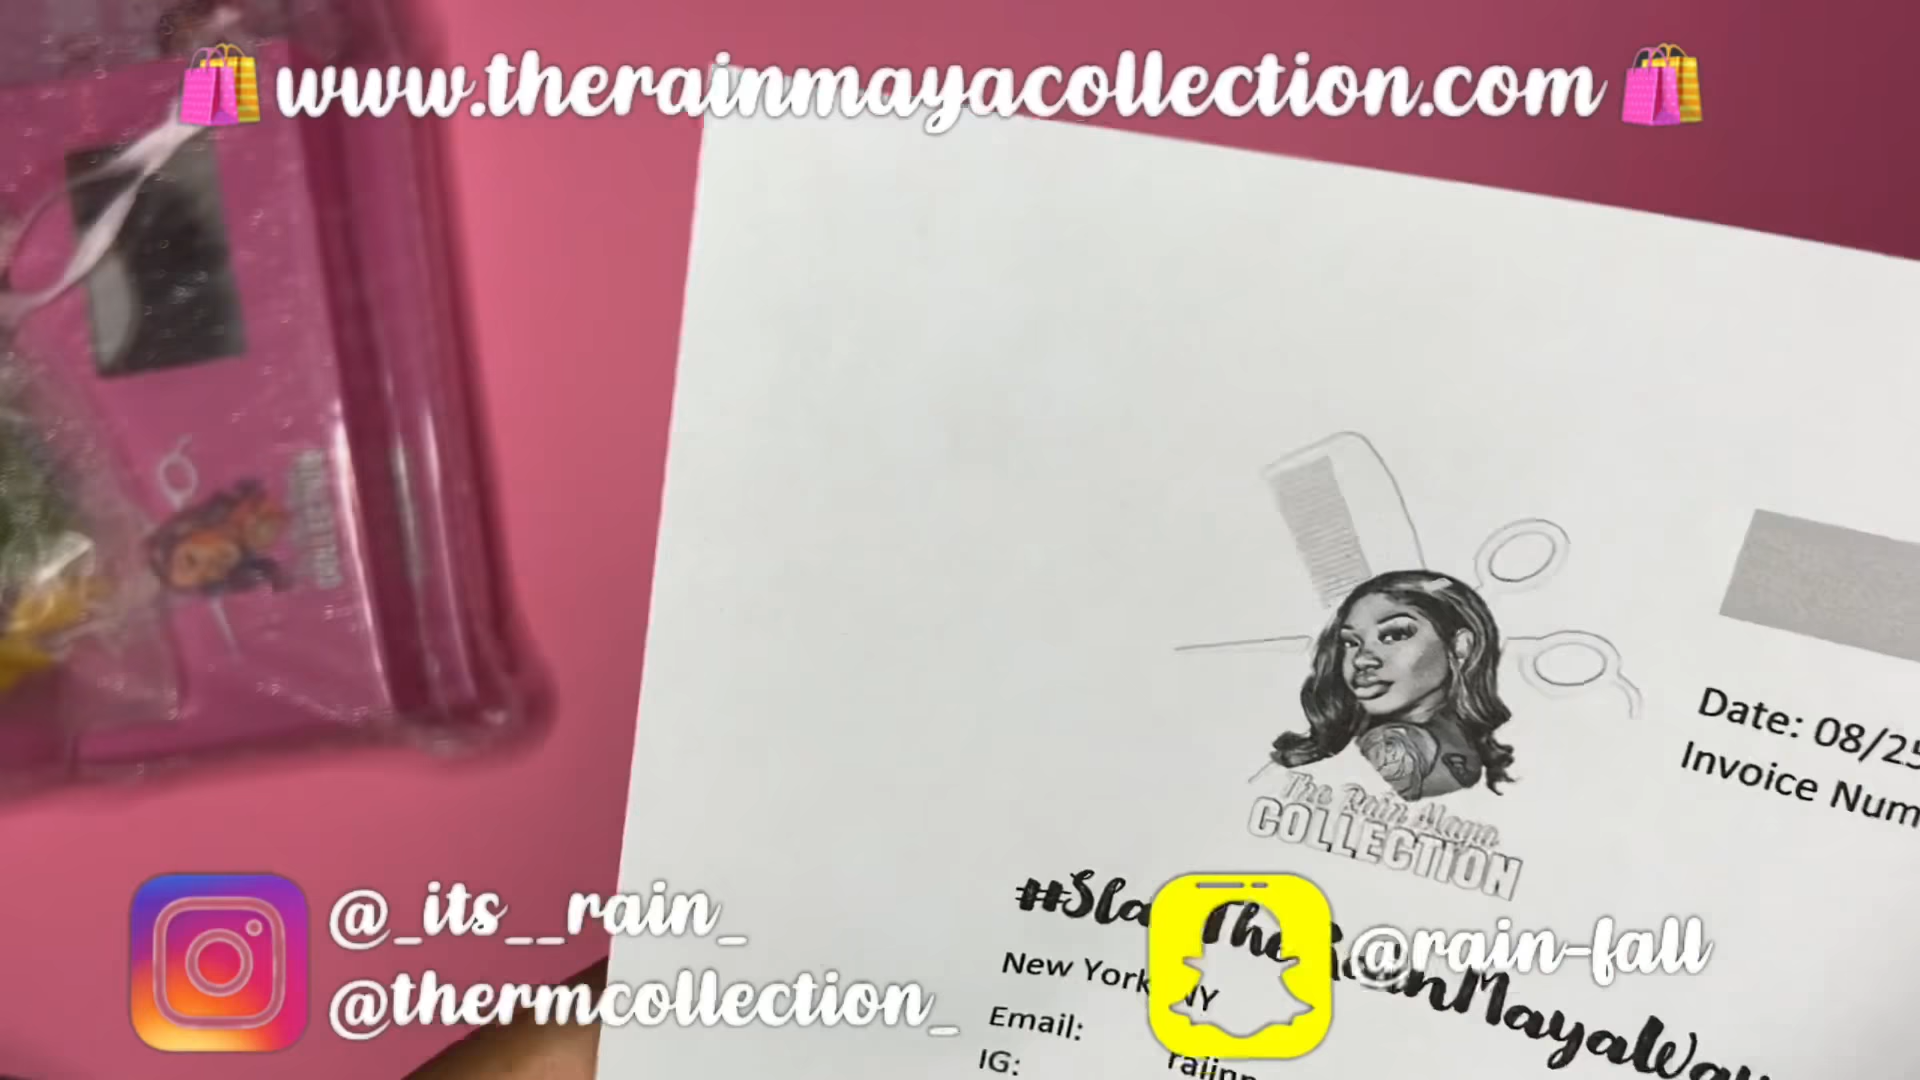 www.therainmayacollection.com
The Rain Maya
COLLECTION
Date: 08/25
Invoice Num
New York NY
Email:
IG:
@_its__rain_
@thermcollection_
@rain-fall